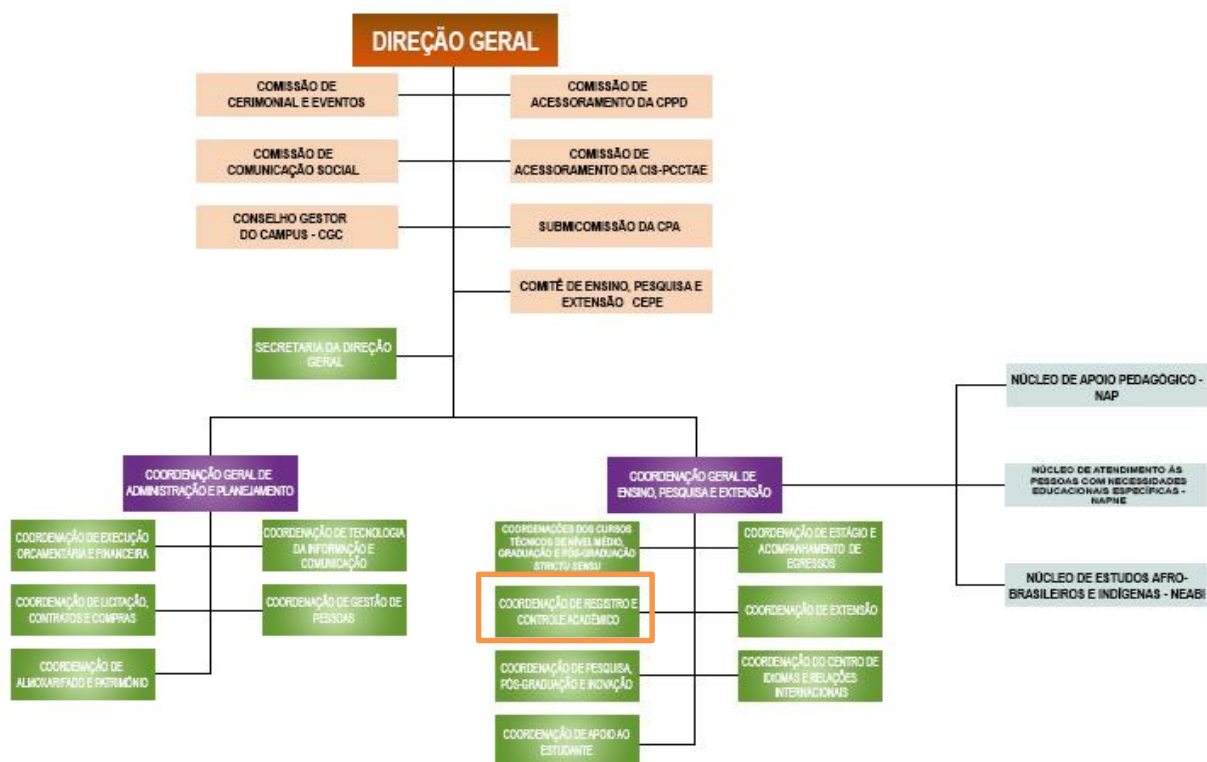 DIREÇÃO GERAL
COMISSÃO DE
CERIMONIAL E EVENTOS
COMISSÃO DE
ACESSORAMENTO DA CPPD
COMISSÃO DE
COMUNICAÇÃO SOCIAL
COMISSÃO DE
ACESSORAMENTO DA CIS-PCCTAE
CONSELHO GESTOR
DO CAMPUS - CGC
SUBMICOMISSÃO DA CPA
COMITÊ DE ENSINO, PESQUISA E
EXTENSÃO CEPE
SECRETARIA DA DIREÇÃO
GERAL
NÚCLEO DE APOIO PEDAGÓGICO -
NAP
NÚCLEO DE ATENDIMENTO ÀS
PESSOAS COM NECESSIDADES
EDUCACIONAIS ESPECÍFICAS -
NAPNE
NÚCLEO DE ESTUDOS AFRO-
BRASILEIROS E INDÍGENAS - NEABI
COORDENAÇÃO GERAL DE
ADMINISTRAÇÃO E PLANEJAMENTO
COORDENAÇÃO GERAL DE
ENSINO, PESQUISA E EXTENSÃO
COORDENAÇÃO DE EXECUÇÃO
ORCAMENTÁRIA E FINANCEIRA
COORDENAÇÃO DE TECNOLOGIA
DA INFORMAÇÃO E
COMUNICAÇÃO
COORDENAÇÃO DE LICITAÇÃO,
CONTRATOS E COMPRAS
COORDENAÇÃO DE GESTÃO DE
PESSOAS
COORDENAÇÃO DE
ALMOXARIFADO E PATRIMÔNIO
COORDENAÇÕES DOS CURSOS
TÉCNICOS DE NÍVEL MÉDIO,
GRADUAÇÃO E PÓS-GRADUAÇÃO
STRICTU SENSU
COORDENAÇÃO DE ESTÁGIO E
ACOMPANHAMENTO DE
EGRESSOS
COORDENAÇÃO DE REGISTRO E
CONTROLE ACADÊMICO
COORDENAÇÃO DE EXTENSÃO
COORDENAÇÃO DE PESQUISA,
PÓS-GRADUAÇÃO E INOVAÇÃO
COORDENAÇÃO DO CENTRO DE
IDIOMAS E RELAÇÕES
INTERNACIONAIS
COORDENAÇÃO DE APOIO AO
ESTUDANTE